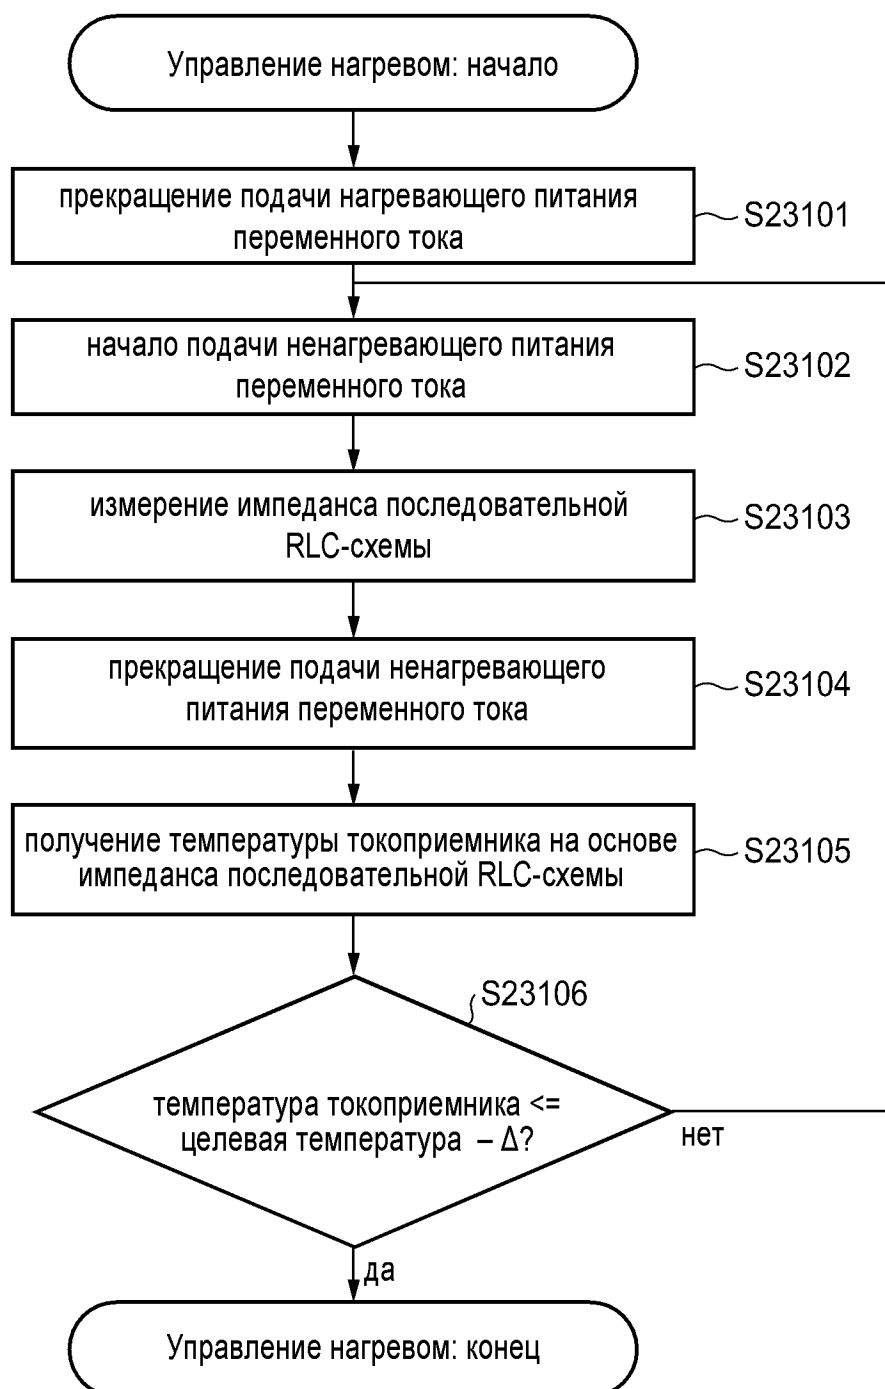 Управление нагревом: начало
прекращение подачи нагревающего питания
переменного тока
S23101
начало подачи ненагревающего питания
переменного тока
S23102
измерение импеданса последовательной
RLC-схемы
S23103
прекращение подачи ненагревающего
питания переменного тока
S23104
получение температуры токоприемника на основе
импеданса последовательной RLC-схемы
S23105
S23106
температура токоприемника <=
целевая температура – Δ?
нет
да
Управление нагревом: конец